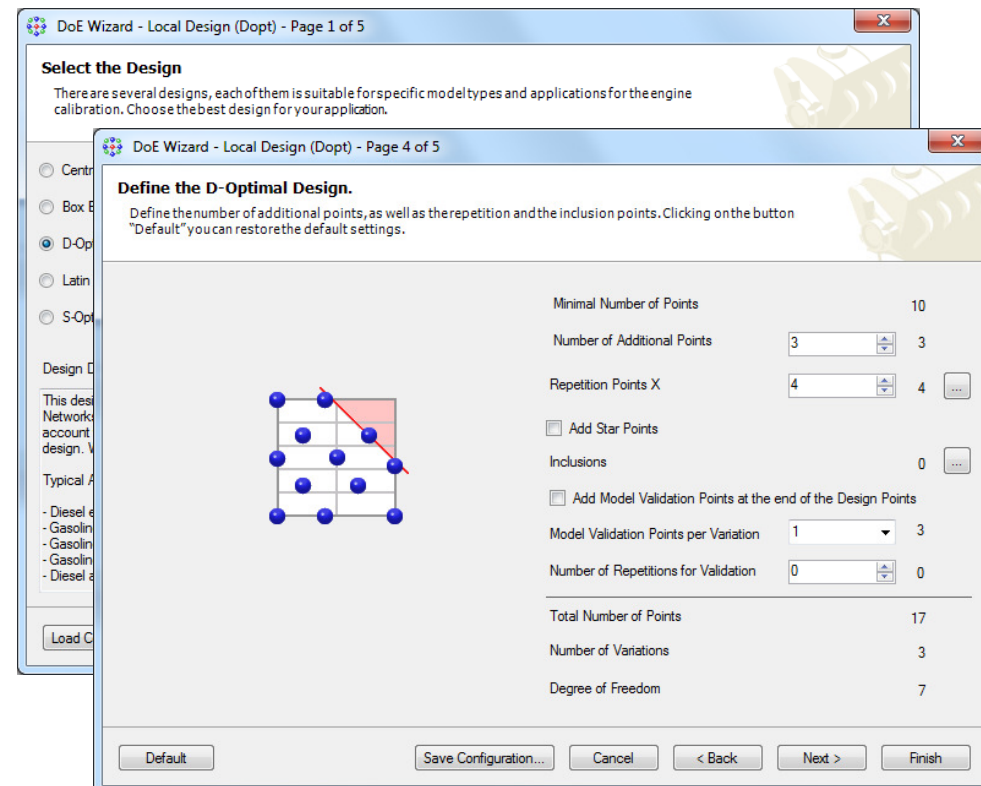 DoE Wizard - Local Design (Dopt) - Page 1 of 5
Select the Design
There are several designs, each of them is suitable for specific model types and applications for the engine
calibration. Choose the best design for your application.
Box
Latin
Design
This
Networks
account
design.
Typical
- Diesel
- Diesel
Load
DoE Wizard - Local Design (Dopt) - Page 4 of 5
Define the D-Optimal Design.
Define the number of additional points, as well as the repetition and the inclusion points. Clicking on the button
"Default" you can restore the default settings.
Minimal Number of Points 10
Number of Additional Points 3 3
Repetition Points X 4 4 ...
Add Star Points
Inclusions 0 ...
Add Model Validation Points at the end of the Design Points
Model Validation Points per Variation 1 3
Number of Repetitions for Validation 0 0
Total Number of Points 17
Number of Variations 3
Degree of Freedom 7
Default Save Configuration... Cancel < Back Next > Finish